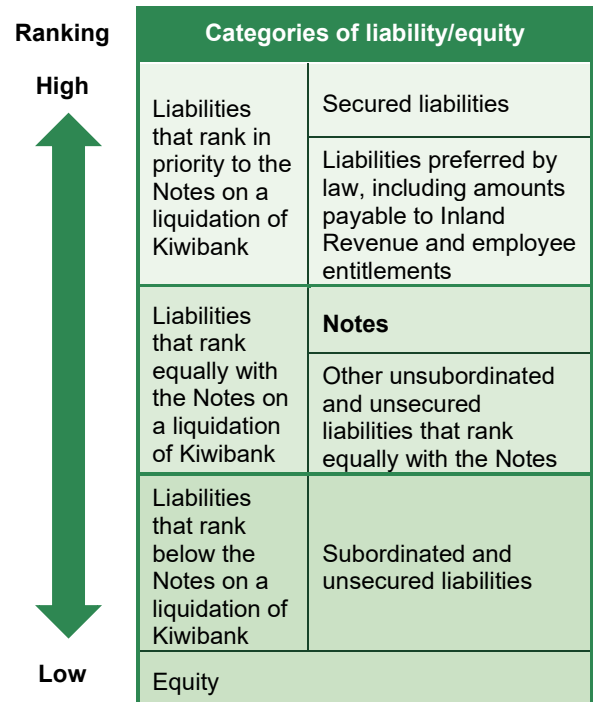 Ranking
Categories of liability/equity
High
Liabilities
that rank in
priority to the
Notes on a
liquidation of
Kiwibank
Secured liabilities
Liabilities preferred by
law, including amounts
payable to Inland
Revenue and employee
entitlements
Liabilities
that rank
equally with
the Notes on
a liquidation
of Kiwibank
Notes
Other unsubordinated
and unsecured
liabilities that rank
equally with the Notes
Liabilities
that rank
below the
Notes on a
liquidation of
Kiwibank
Subordinated and
unsecured liabilities
Low
Equity